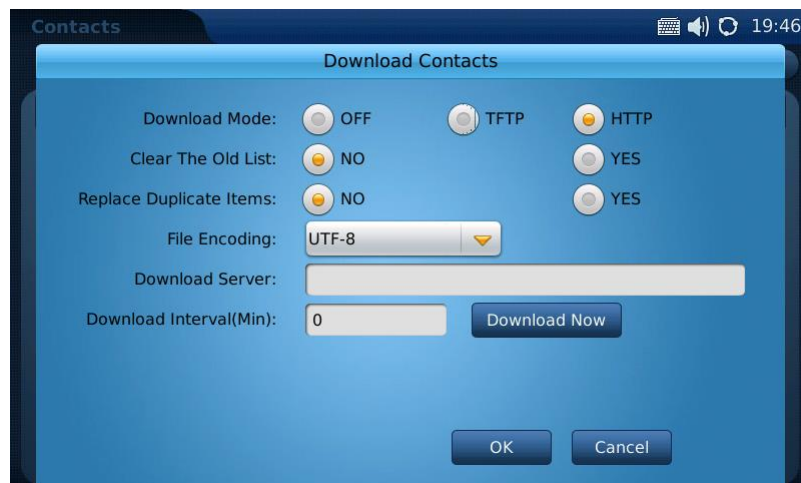 Contacts 19:46
Download Contacts
Download Mode: OFF TFTP HTTP
Clear The Old List: NO YES
Replace Duplicate Items: NO YES
File Encoding: UTF-8
Download Server:
Download Interval(Min): 0 Download Now
OK Cancel